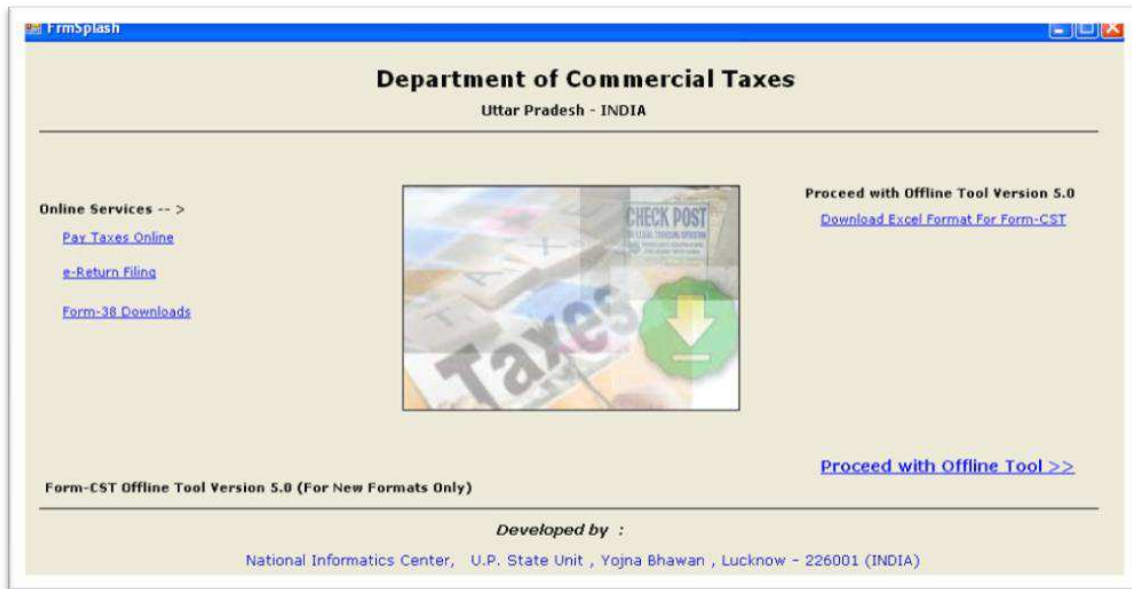 FrmSplash
Department of Commercial Taxes
Uttar Pradesh - INDIA
Online Services -- >
Pay Taxes Online
e-Return Filing
Form-38 Downloads
CHECK POST
Taxes
Proceed with Offline Tool Version 5.0
Download Excel Format For Form-CST
Proceed with Offline Tool >>
Form-CST Offline Tool Version 5.0 (For New Formats Only)
Developed by :
National Informatics Center, U.P. State Unit , Yojna Bhawan , Lucknow - 226001 (INDIA)